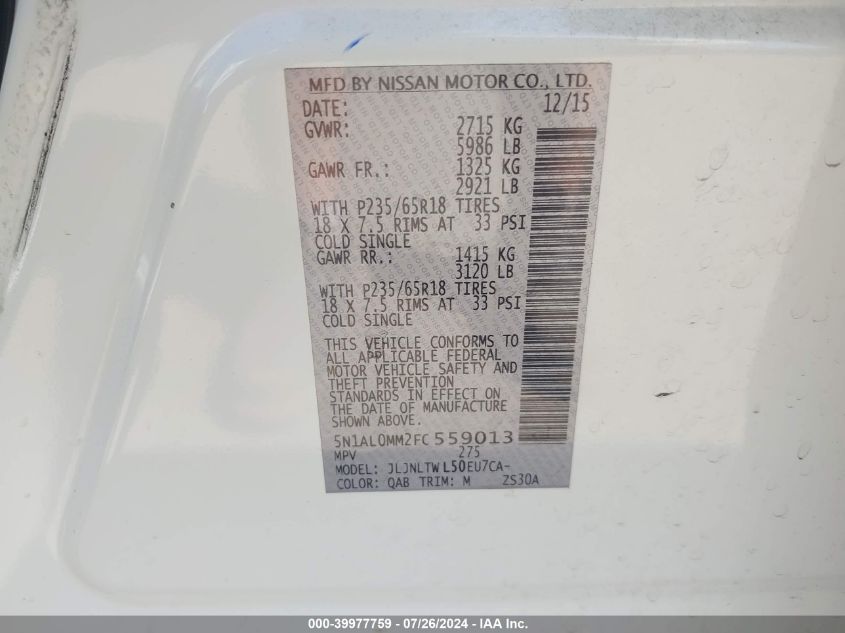 MFD BY NISSAN MOTOR CO., LTD.
DATE: 12/15
GVWR: 2715 KG
5986 LB
GAWR FR.: 1325 KG
2921 LB
WITH P235/65R18 TIRES
18 X 7.5 RIMS AT 33 PSI
COLD SINGLE
GAWR RR.: 1415 KG
3120 LB
WITH P235/65R18 TIRES
18 X 7.5 RIMS AT 33 PSI
COLD SINGLE
THIS VEHICLE CONFORMS TO
ALL APPLICABLE FEDERAL
MOTOR VEHICLE SAFETY AND
THEFT PREVENTION
STANDARDS IN EFFECT ON
THE DATE OF MANUFACTURE
SHOWN ABOVE.
5N1AL0MM2FC559013
MPV 275
MODEL: JLJNLTWL50EU7CA-
COLOR: QAB TRIM: M ZS30A
000-39977759 - 07/26/2024 - iaai.com